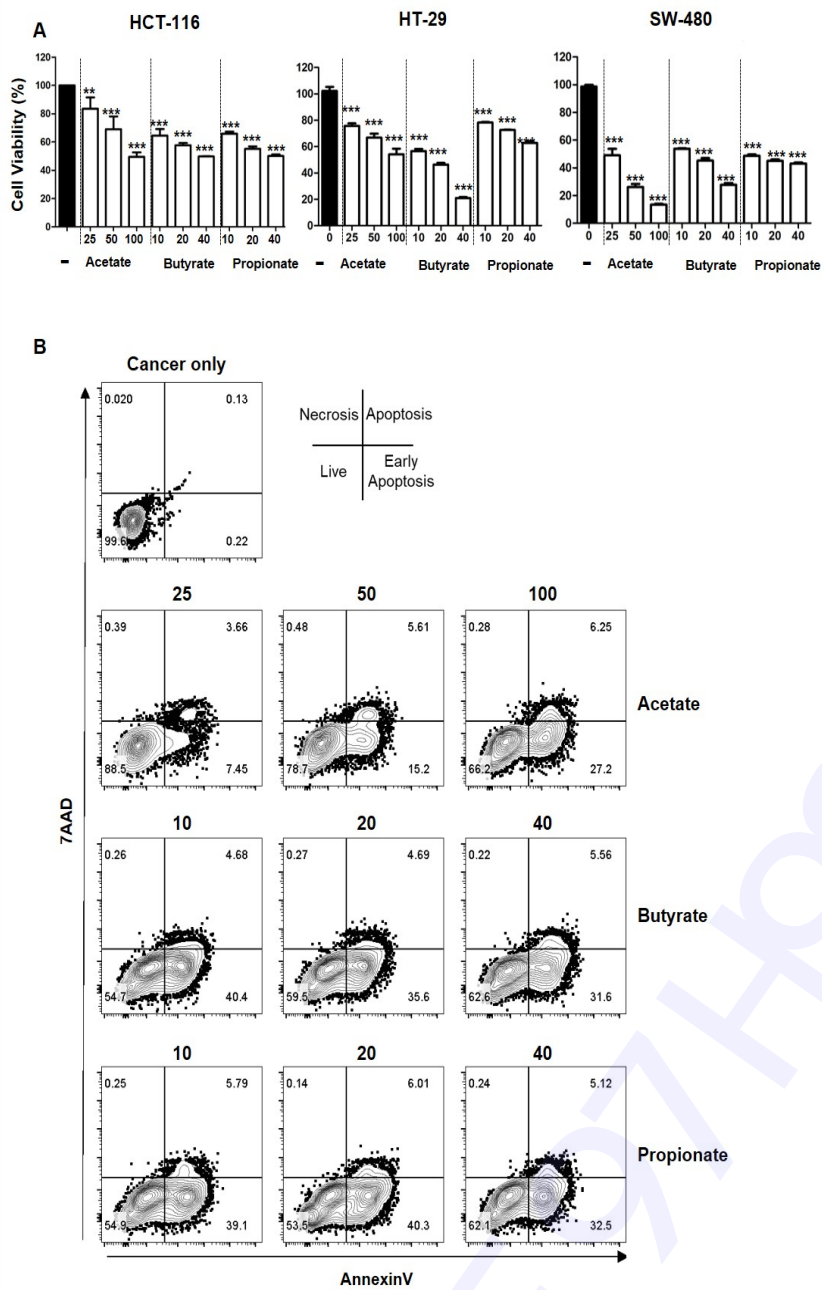 A
HCT-116
HT-29
SW-480
Cell Viability (%)
120
100
80
60
40
20
0
** *** *** *** *** *** *** *** ***
25 50 100 10 20 40 10 20 40
- Acetate Butyrate Propionate
120
100
80
60
40
20
0
*** *** *** *** *** *** *** *** ***
0 25 50 100 10 20 40 10 20 40
- Acetate Butyrate Propionate
120
100
80
60
40
20
0
*** *** *** *** *** *** *** *** ***
0 25 50 100 10 20 40 10 20 40
- Acetate Butyrate Propionate
B
Cancer only
0.020 0.13
99.6 0.22
Necrosis Apoptosis
Live Early
Apoptosis
25 50 100
0.39 3.66 0.48 5.61 0.28 6.25
Acetate
88.5 7.45 78.7 15.2 66.2 27.2
7AAD
10 20 40
0.26 4.68 0.27 4.69 0.22 5.56
Butyrate
54.7 40.4 59.5 35.6 62.6 31.6
10 20 40
0.25 5.79 0.14 6.01 0.24 5.12
Propionate
54.9 39.1 53.5 40.3 62.1 32.5
AnnexinV